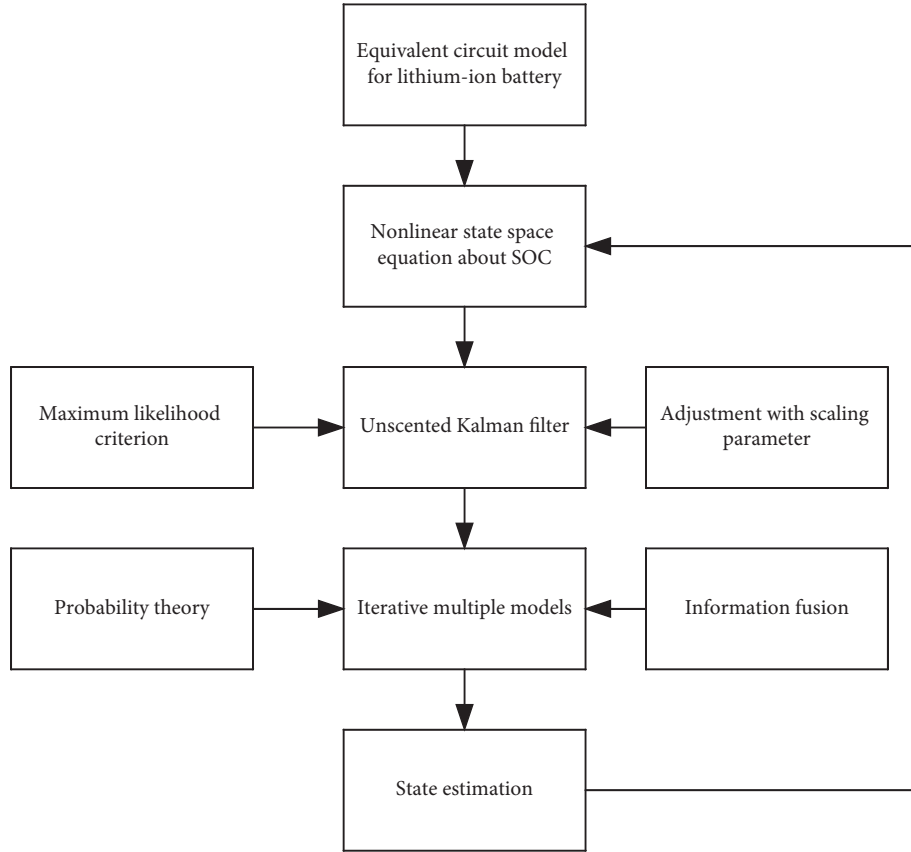 Equivalent circuit model
for lithium-ion battery
Nonlinear state space
equation about SOC
Maximum likelihood
criterion
Unscented Kalman filter
Adjustment with scaling
parameter
Probability theory
Iterative multiple models
Information fusion
State estimation